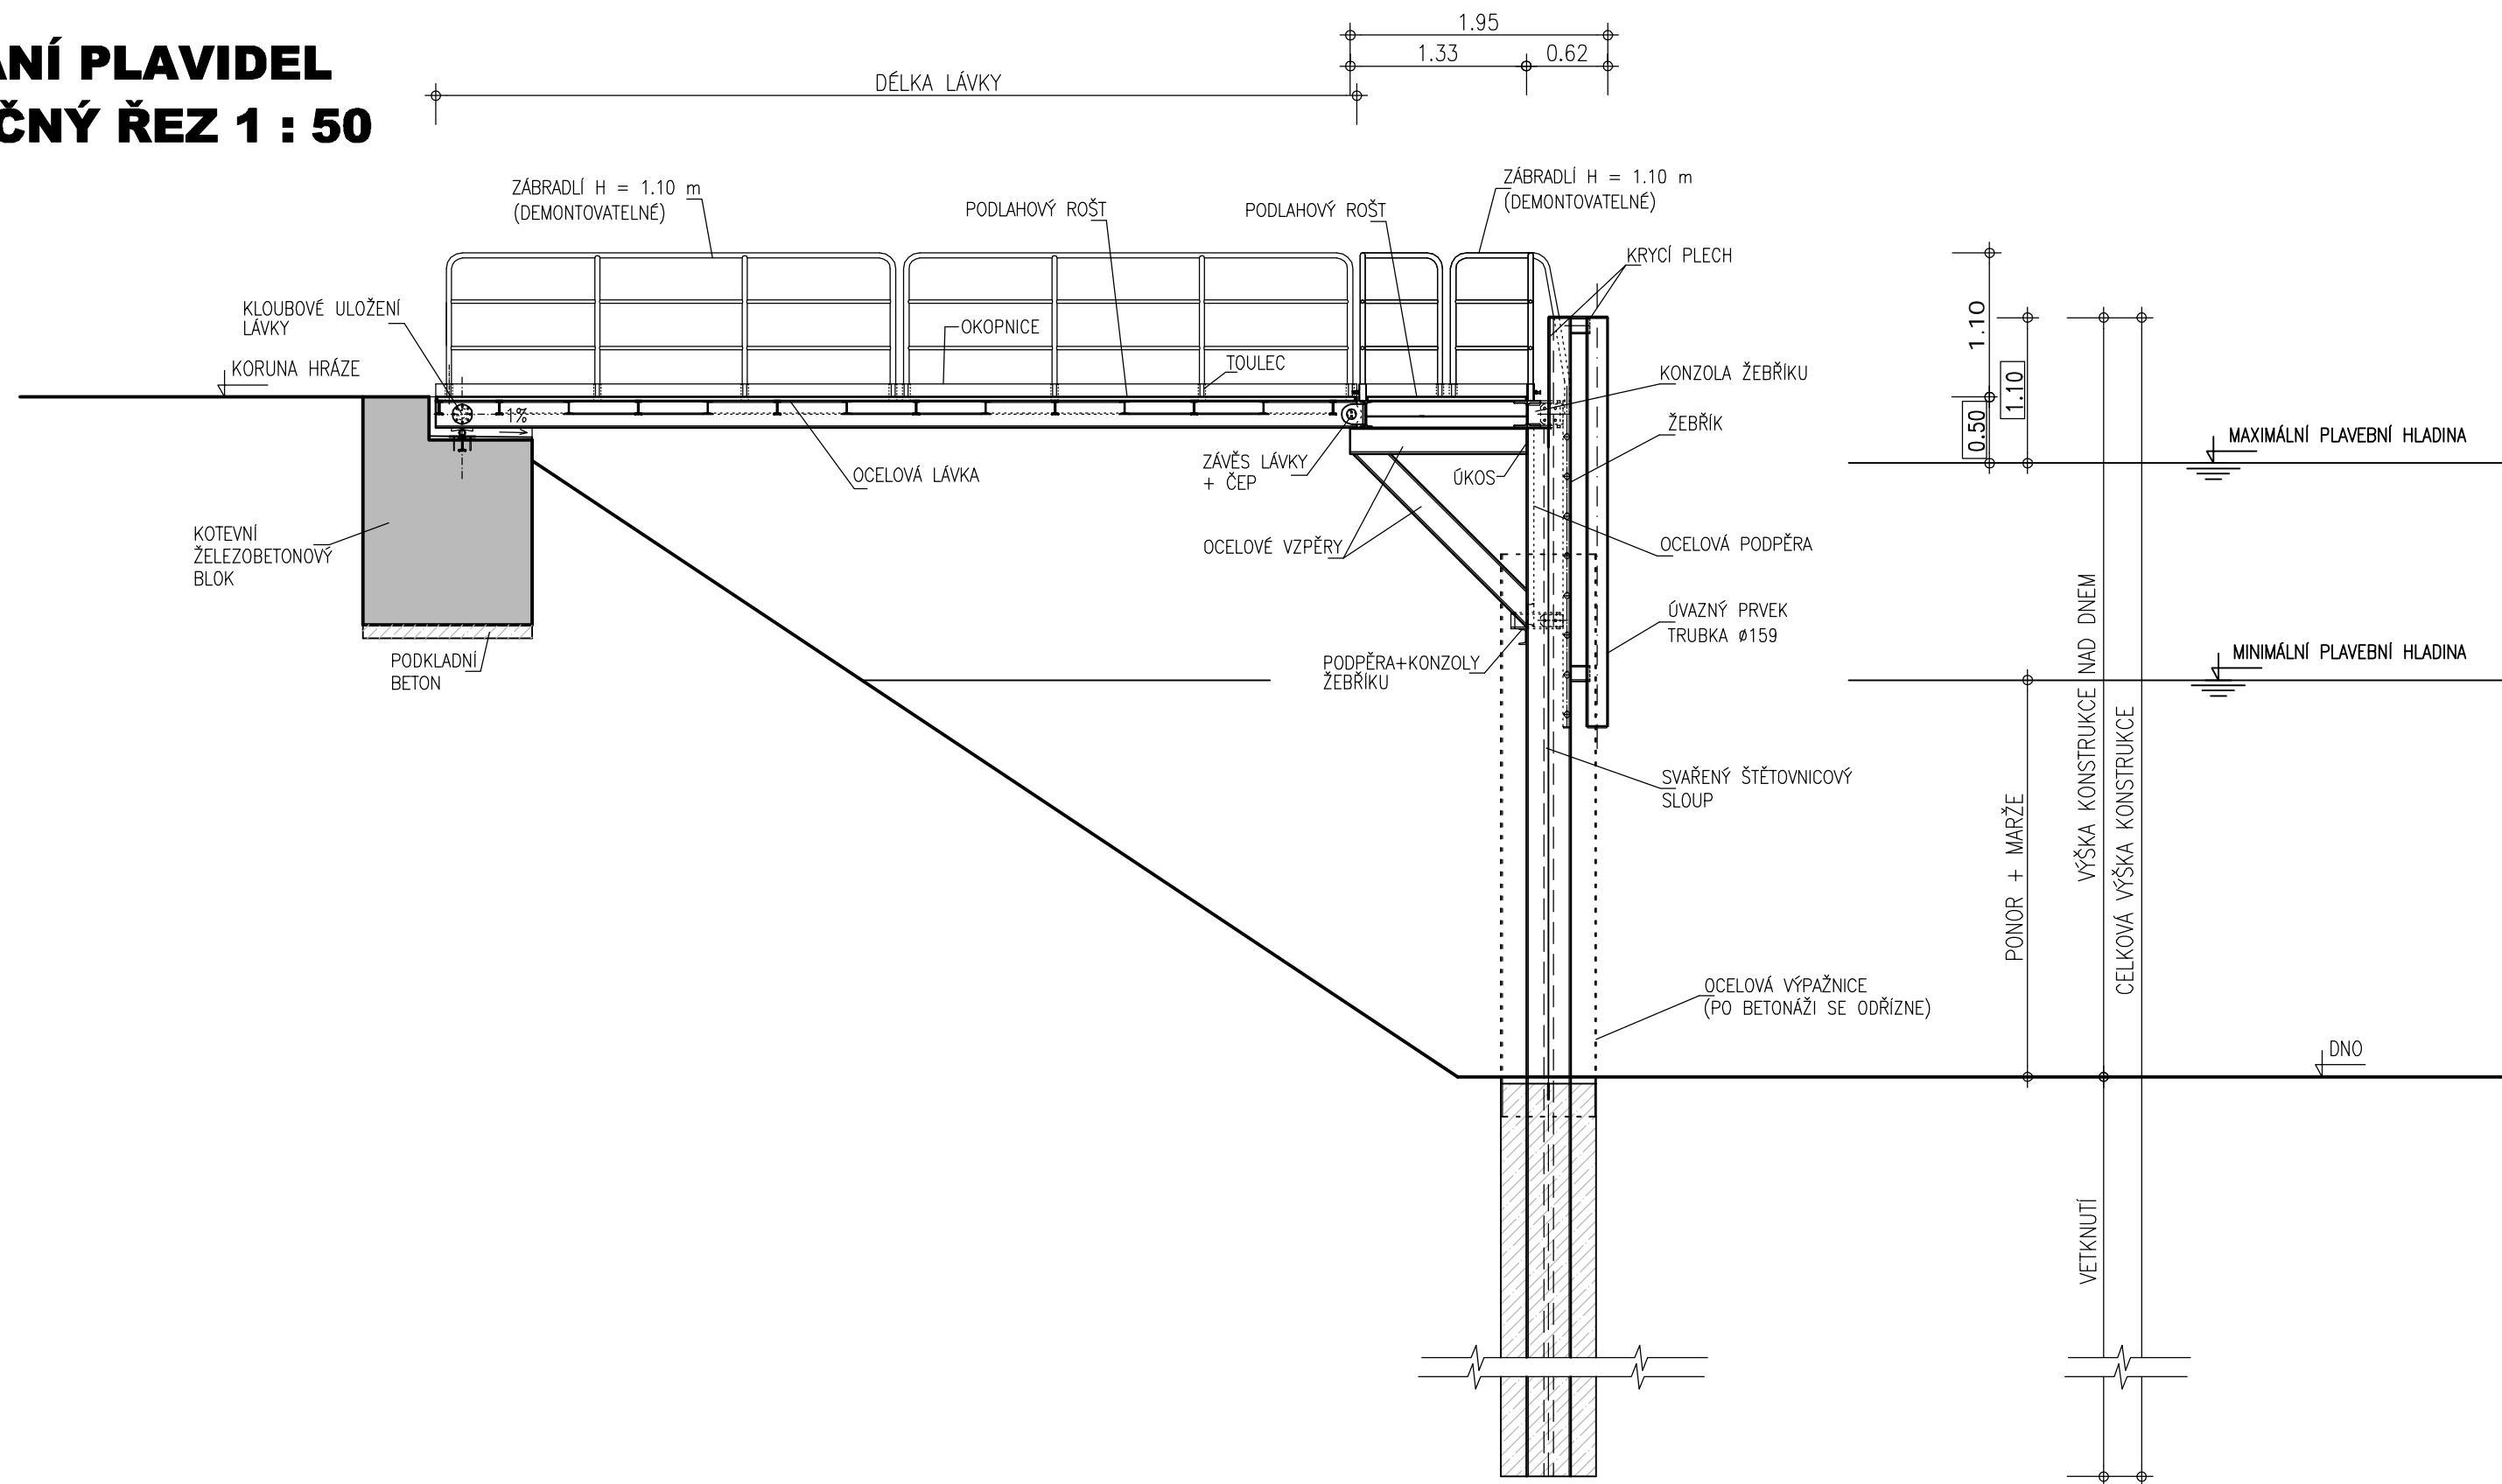 ANÍ PLAVIDEL
ČNÝ ŘEZ 1 : 50
1.95
1.33
0.62
DÉLKA LÁVKY
ZÁBRADLÍ H = 1.10 m
(DEMONTOVATELNÉ)
PODLAHOVÝ ROŠT
PODLAHOVÝ ROŠT
ZÁBRADLÍ H = 1.10 m
(DEMONTOVATELNÉ)
KRYCÍ PLECH
KLOUBOVÉ ULOŽENÍ
LÁVKY
OKOPNICE
KORUNA HRÁZE
TOULEC
KONZOLA ŽEBŘÍKU
1.10
1.10
0.50
1%
ŽEBŘÍK
MAXIMÁLNÍ PLAVEBNÍ HLADINA
OCELOVÁ LÁVKA
ZÁVĚS LÁVKY
+ ČEP
ÚKOS
KOTEVNÍ
ŽELEZOBETONOVÝ
BLOK
OCELOVÉ VZPĚRY
OCELOVÁ PODPĚRA
ÚVAZNÝ PRVEK
TRUBKA ø159
PODKLADNÍ
BETON
PODPĚRA+KONZOLY
ŽEBŘÍKU
MINIMÁLNÍ PLAVEBNÍ HLADINA
SVAŘENÝ ŠTĚTOVNICOVÝ
SLOUP
PONOR + MARŽE
VÝŠKA KONSTRUKCE NAD DNEM
CELKOVÁ VÝŠKA KONSTRUKCE
OCELOVÁ VÝPAŽNICE
(PO BETONÁŽI SE ODŘÍZNE)
DNO
VETKNUTÍ